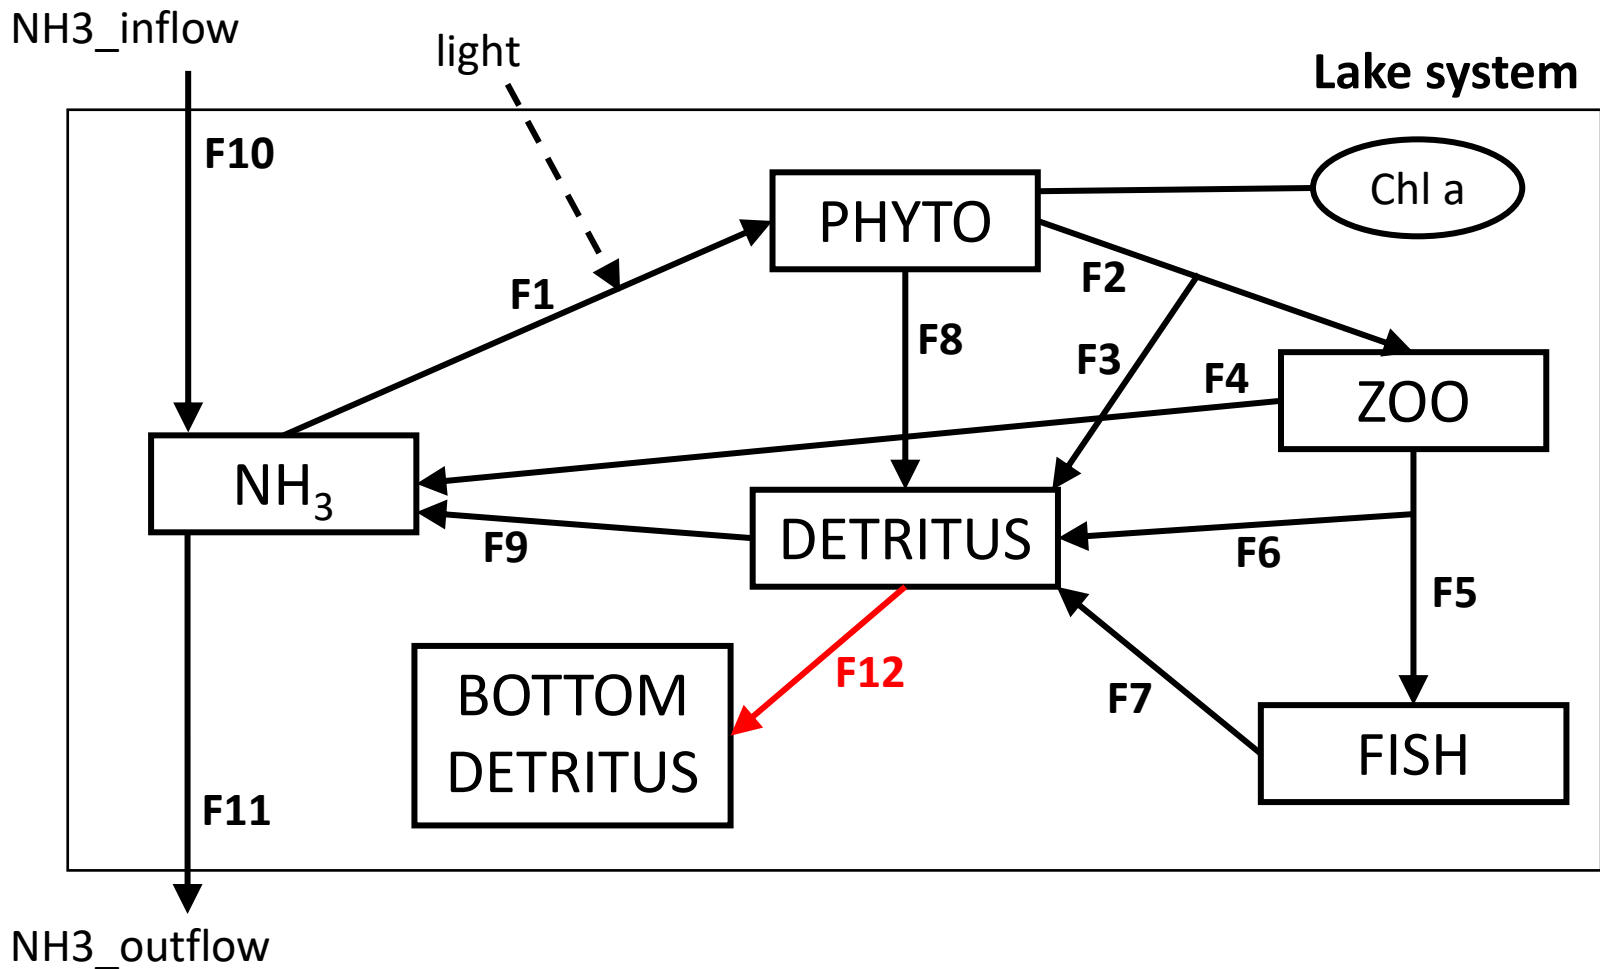 NH3_inflow
light
Lake system
F10
Chl a
PHYTO
F1
F2
F8
F3
F4
ZOO
NH₃
DETRITUS
F9
F6
F5
F12
F7
BOTTOM
DETRITUS
FISH
F11
NH3_outflow